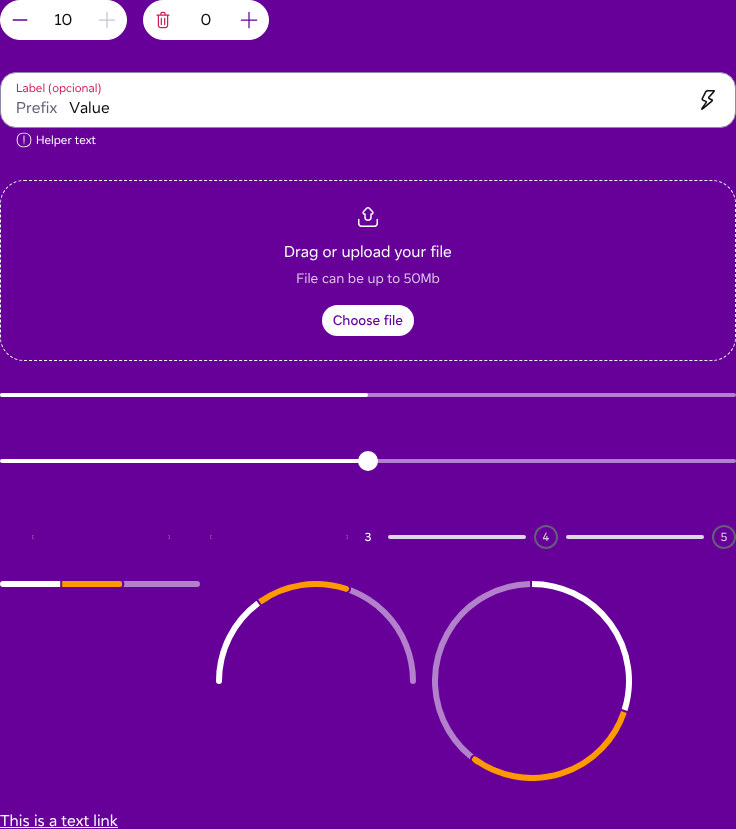 10
0
Label (opcional)
Prefix Value
Helper text
Drag or upload your file
File can be up to 50Mb
Choose file
3
4
5
This is a text link